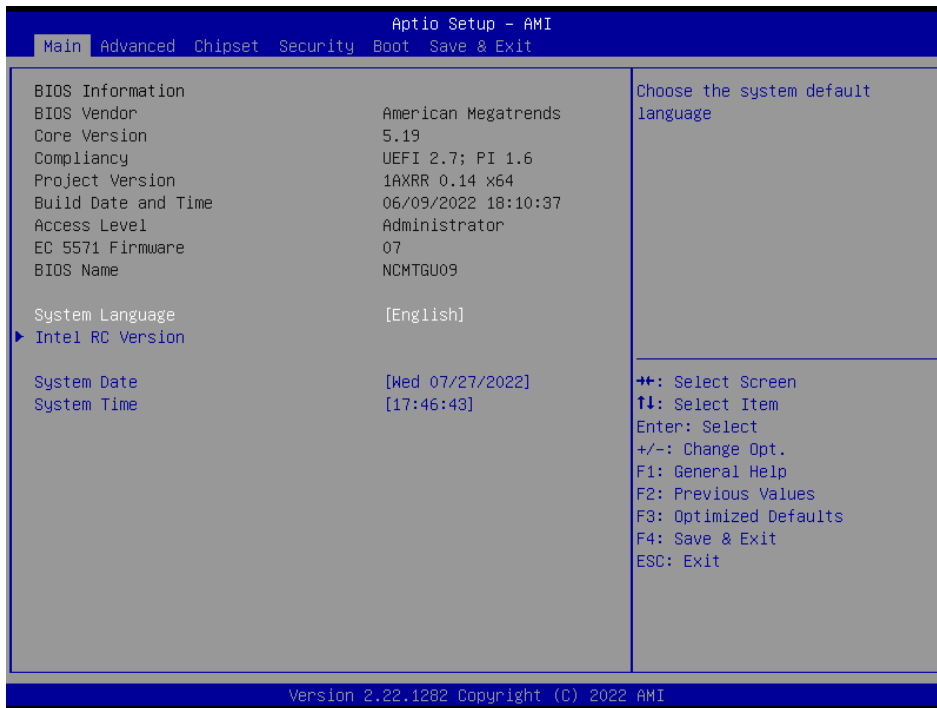 Aptio Setup – AMI
Main Advanced Chipset Security Boot Save & Exit
BIOS Information
BIOS Vendor American Megatrends
Core Version 5.19
Compliancy UEFI 2.7; PI 1.6
Project Version 1AXRR 0.14 x64
Build Date and Time 06/09/2022 18:10:37
Access Level Administrator
EC 5571 Firmware 07
BIOS Name NCMTGU09
System Language [English]
Intel RC Version
System Date [Wed 07/27/2022]
System Time [17:46:43]
Choose the system default
language
→←: Select Screen
↑↓: Select Item
Enter: Select
+/-: Change Opt.
F1: General Help
F2: Previous Values
F3: Optimized Defaults
F4: Save & Exit
ESC: Exit
Version 2.22.1282 Copyright (C) 2022 AMI